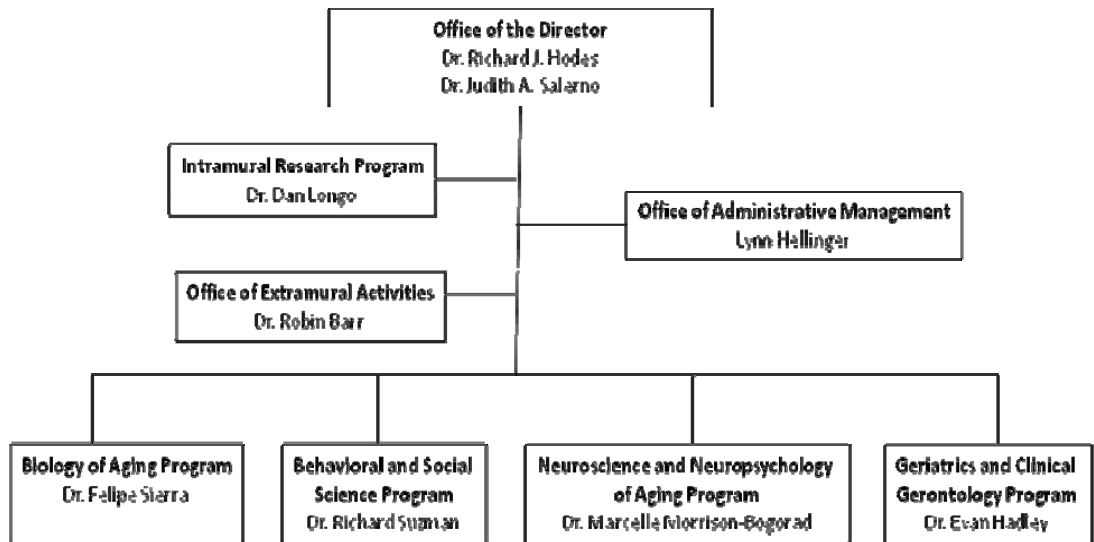 Office of the Director
Dr. Richard J. Hodes
Dr. Judith A. Salerno
Intramural Research Program
Dr. Dan Longo
Office of Administrative Management
Lynn Hellinger
Office of Extramural Activities
Dr. Robin Barr
Biology of Aging Program
Dr. Felipe Sierra
Behavioral and Social
Science Program
Dr. Richard Suzman
Neuroscience and Neuropsychology
of Aging Program
Dr. Marcelle Morrison-Bogorad
Geriatrics and Clinical
Gerontology Program
Dr. Evan Hadley